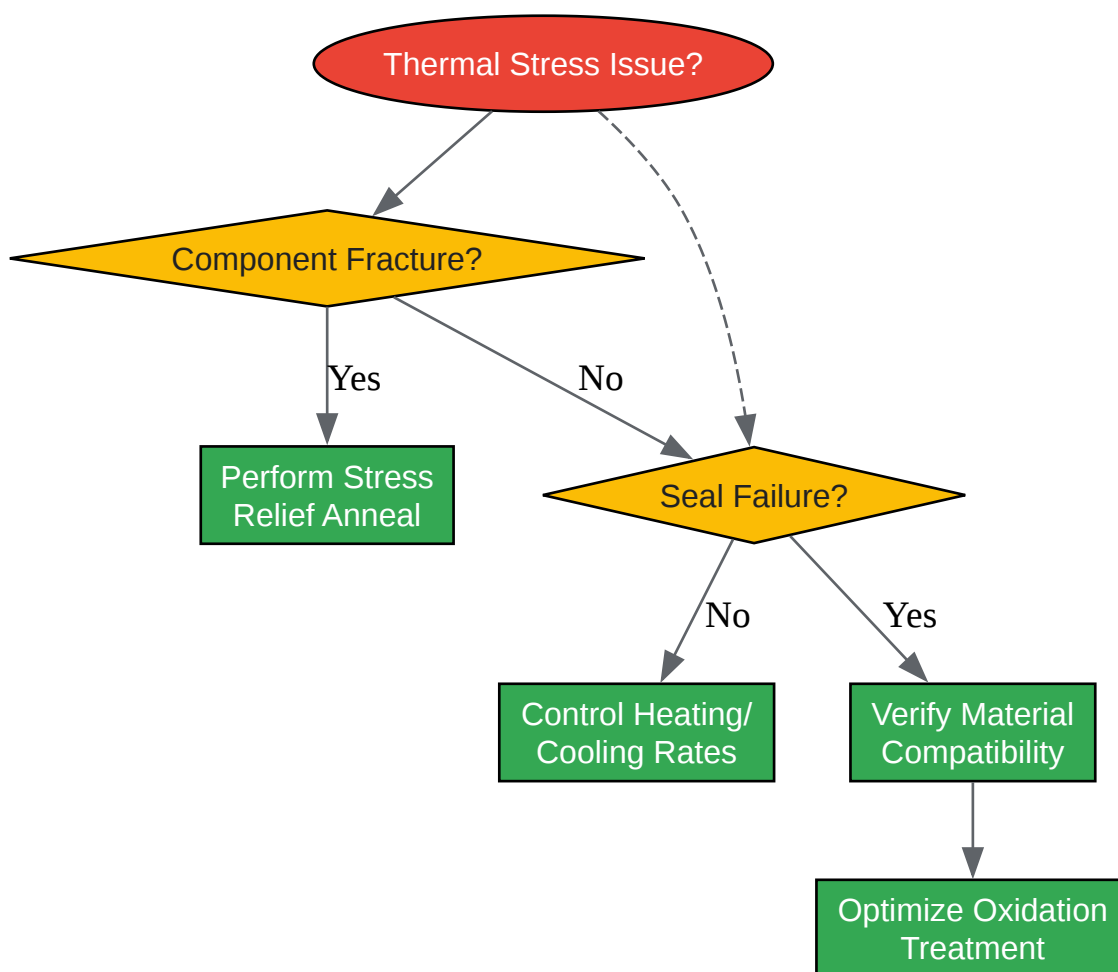 Thermal Stress Issue?
Component Fracture?
Yes
No
Perform Stress
Relief Anneal
Seal Failure?
No
Yes
Control Heating/
Cooling Rates
Verify Material
Compatibility
Optimize Oxidation
Treatment